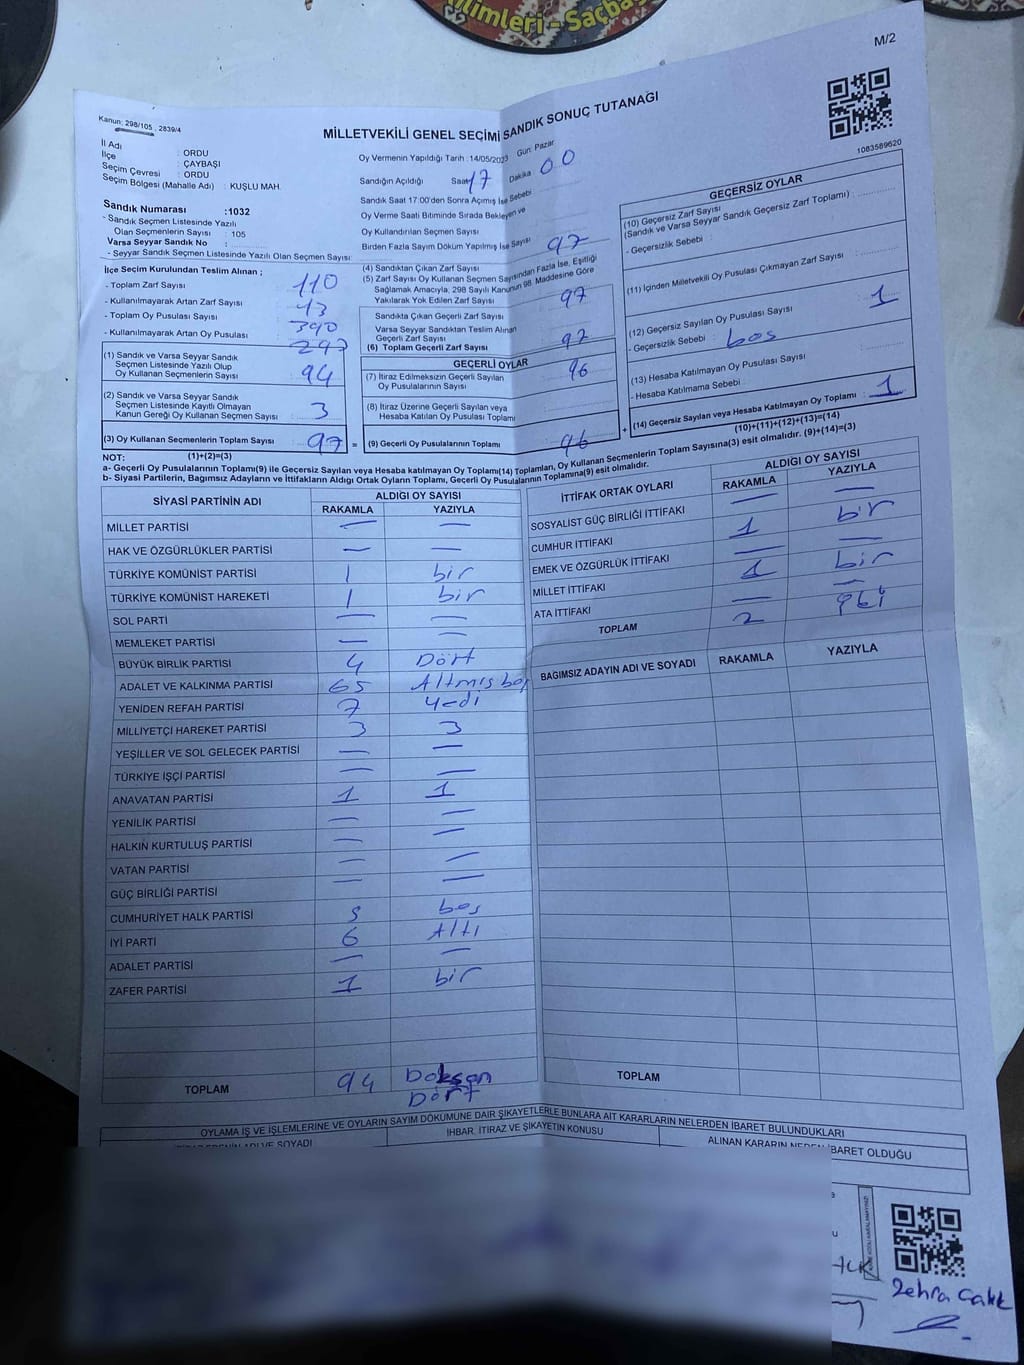 ilimleri - Saçba
M/2
Kanun: 298/105, 2839/4
MİLLETVEKİLİ GENEL SEÇİMİ SANDIK SONUÇ TUTANAĞI
1083589620
İl Adı : ORDU
İlçe : ÇAYBAŞI
Seçim Çevresi : ORDU
Seçim Bölgesi (Mahalle Adı) : KUŞLU MAH.
Sandık Numarası :1032
- Sandık Seçmen Listesinde Yazılı
Olan Seçmenlerin Sayısı : 105
Varsa Seyyar Sandık No :
- Seyyar Sandık Seçmen Listesinde Yazılı Olan Seçmen Sayısı:
Oy Vermenin Yapıldığı Tarih :14/05/2023 Gün: Pazar
Sandığın Açıldığı Saat 17 Dakika 00
Sandık Saat 17:00'den Sonra Açımış İse Sebebi
Oy Verme Saati Bitiminde Sırada Bekleyen ve
Oy Kullandırılan Seçmen Sayısı
Birden Fazla Sayım Döküm Yapılmış İse Sayısı
İlçe Seçim Kurulundan Teslim Alınan ;
- Toplam Zarf Sayısı 110
- Kullanılmayarak Artan Zarf Sayısı 13
- Toplam Oy Pusulası Sayısı 390
- Kullanılmayarak Artan Oy Pusulası 293
(1) Sandık ve Varsa Seyyar Sandık
Seçmen Listesinde Yazılı Olup
Oy Kullanan Seçmenlerin Sayısı 94
(2) Sandık ve Varsa Seyyar Sandık
Seçmen Listesinde Kayıtlı Olmayan
Kanun Gereği Oy Kullanan Seçmen Sayısı 3
(3) Oy Kullanan Seçmenlerin Toplam Sayısı 97 =
(1)+(2)=(3)
(4) Sandıktan Çıkan Zarf Sayısı 97
(5) Zarf Sayısı Oy Kullanan Seçmen Sayısından Fazla İse, Eşitliği
Sağlamak Amacıyla, 298 Sayılı Kanunun 98. Maddesine Göre
Yakılarak Yok Edilen Zarf Sayısı
Sandıkta Çıkan Geçerli Zarf Sayısı 97
Varsa Seyyar Sandıktan Teslim Alınan
Geçerli Zarf Sayısı
(6) Toplam Geçerli Zarf Sayısı 97
GEÇERLİ OYLAR
(7) İtiraz Edilmeksizin Geçerli Sayılan
Oy Pusulalarının Sayısı 96
(8) İtiraz Üzerine Geçerli Sayılan veya
Hesaba Katılan Oy Pusulası Toplamı
(9) Geçerli Oy Pusulalarının Toplamı 96 +
GEÇERSİZ OYLAR
(10) Geçersiz Zarf Sayısı
(Sandık ve Varsa Seyyar Sandık Geçersiz Zarf Toplamı)
- Geçersizlik Sebebi :
(11) İçinden Milletvekili Oy Pusulası Çıkmayan Zarf Sayısı
(12) Geçersiz Sayılan Oy Pusulası Sayısı 1
- Geçersizlik Sebebi : boş
(13) Hesaba Katılmayan Oy Pusulası Sayısı
- Hesaba Katılmama Sebebi
(14) Geçersiz Sayılan veya Hesaba Katılmayan Oy Toplamı : 1
(10)+(11)+(12)+(13)=(14)
NOT:
a- Geçerli Oy Pusulalarının Toplamı(9) ile Geçersiz Sayılan veya Hesaba katılmayan Oy Toplamı(14) Toplamları, Oy Kullanan Seçmenlerin Toplam Sayısına(3) esit olmalıdır. (9)+(14)=(3)
b- Siyasi Partilerin, Bağımsız Adayların ve İttifakların Aldığı Ortak Oyların Toplamı, Geçerli Oy Pusulalarının Toplamına(9) esit olmalıdır.
SİYASİ PARTİNİN ADI ALDIĞI OY SAYISI
RAKAMLA YAZIYLA
MİLLET PARTİSİ — —
HAK VE ÖZGÜRLÜKLER PARTİSİ — —
TÜRKİYE KOMÜNİST PARTİSİ 1 bir
TÜRKİYE KOMÜNİST HAREKETİ 1 bir
SOL PARTİ — —
MEMLEKET PARTİSİ — —
BÜYÜK BİRLİK PARTİSİ 4 Dört
ADALET VE KALKINMA PARTİSİ 65 Altmış beş
YENİDEN REFAH PARTİSİ 7 Yedi
MİLLİYETÇİ HAREKET PARTİSİ 3 3
YEŞİLLER VE SOL GELECEK PARTİSİ — —
TÜRKİYE İŞÇİ PARTİSİ — —
ANAVATAN PARTİSİ 1 1
YENİLİK PARTİSİ — —
HALKIN KURTULUŞ PARTİSİ — —
VATAN PARTİSİ — —
GÜÇ BİRLİĞİ PARTİSİ — —
CUMHURİYET HALK PARTİSİ 5 beş
İYİ PARTİ 6 Altı
ADALET PARTİSİ — —
ZAFER PARTİSİ 1 bir
TOPLAM 94 Doksan
Dört
İTTİFAK ORTAK OYLARI ALDIĞI OY SAYISI
RAKAMLA YAZIYLA
SOSYALİST GÜÇ BİRLİĞİ İTTİFAKI — —
CUMHUR İTTİFAKI 1 bir
EMEK VE ÖZGÜRLÜK İTTİFAKI — —
MİLLET İTTİFAKI 1 bir
ATA İTTİFAKI — —
TOPLAM 2 iki
BAĞIMSIZ ADAYIN ADI VE SOYADI RAKAMLA YAZIYLA
TOPLAM
OYLAMA İŞ VE İŞLEMLERİNE VE OYLARIN SAYIM DÖKÜMÜNE DAİR ŞİKAYETLERLE BUNLARA AİT KARARLARIN NELERDEN İBARET BULUNDUKLARI
İHBAR, İTİRAZ VE ŞİKAYETİN KONUSU
ALINAN KARARIN NEDEN İBARET OLDUĞU
Zehra Çalık